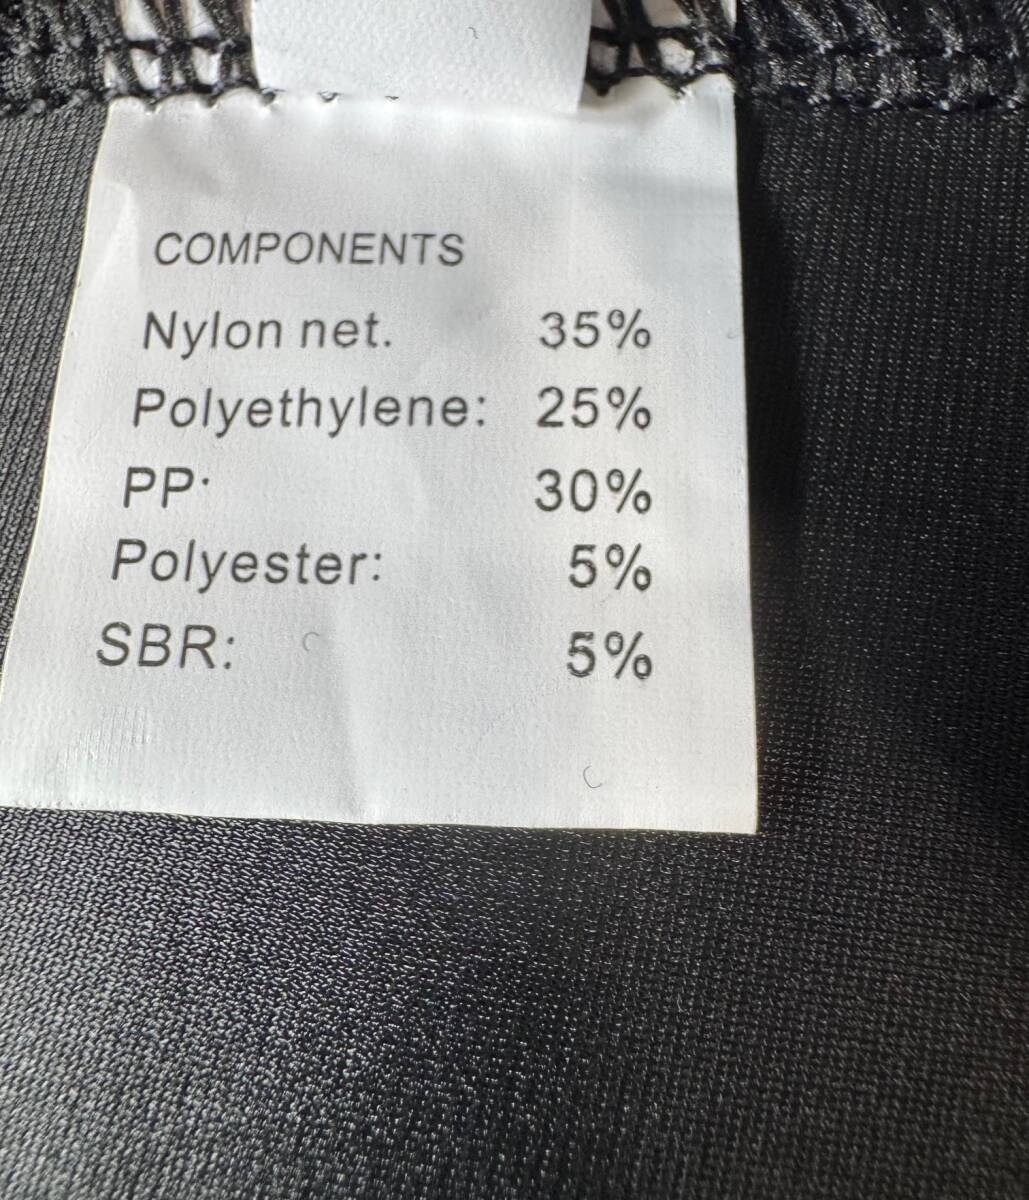 COMPONENTS
Nylon net. 35%
Polyethylene: 25%
PP· 30%
Polyester: 5%
SBR: 5%